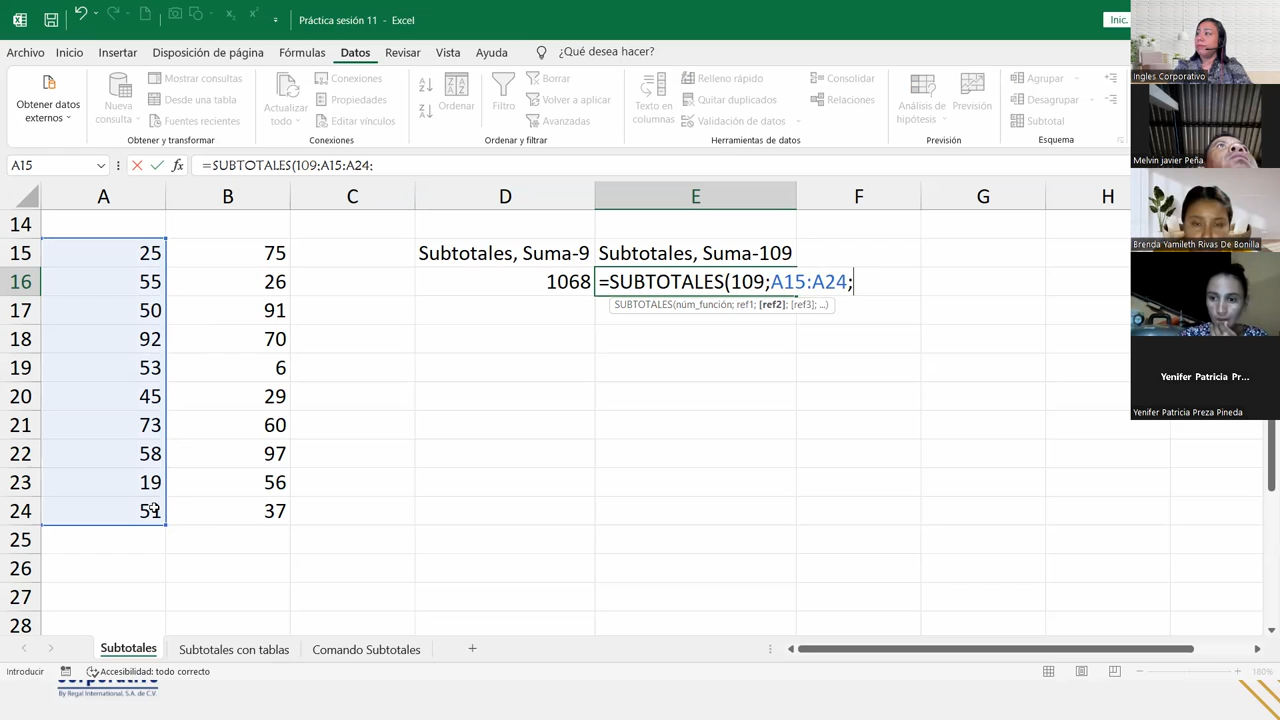 Práctica sesión 11 - Excel
Inic.
Archivo Inicio Insertar Disposición de página Fórmulas Datos Revisar Vista Ayuda ¿Qué desea hacer?
Obtener datos externos
Nueva consulta
Mostrar consultas
Desde una tabla
Fuentes recientes
Obtener y transformar
Actualizar todo
Conexiones
Propiedades
Editar vínculos
Conexiones
Ordenar
Filtro
Borrar
Volver a aplicar
Avanzadas
Ordenar y filtrar
Texto en columnas
Relleno rápido
Quitar duplicados
Validación de datos
Consolidar
Relaciones
Herramientas de datos
Análisis de hipótesis
Previsión
Previsión
Agrupar
Desagrupar
Subtotal
Esquema
A15 fx =SUBTOTALES(109;A15:A24;
A B C D E F G H
14
15 25 75 Subtotales, Suma-9 Subtotales, Suma-109
16 55 26 1068 =SUBTOTALES(109;A15:A24;
SUBTOTALES(núm_función; ref1; [ref2]; [ref3]; ...)
17 50 91
18 92 70
19 53 6
20 45 29
21 73 60
22 58 97
23 19 56
24 51 37
25
26
27
28
Subtotales Subtotales con tablas Comando Subtotales
Introducir Accesibilidad: todo correcto 180%
By Regal International, S.A. de C.V.
Ingles Corporativo
Melvin javier Peña
Brenda Yamileth Rivas De Bonilla
Yenifer Patricia Pr...
Yenifer Patricia Preza Pineda